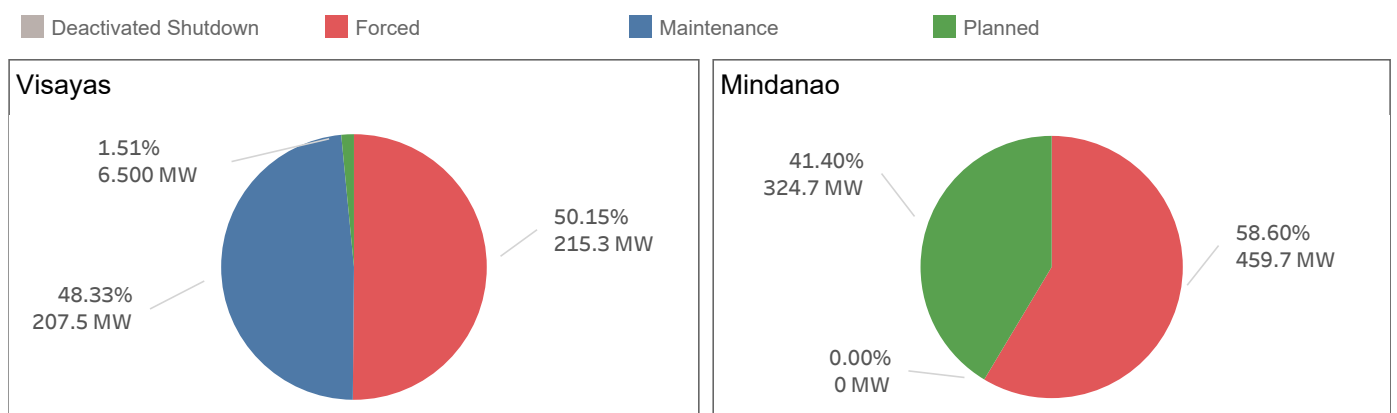 Deactivated Shutdown
Forced
Maintenance
Planned
Visayas
1.51%
6.500 MW
50.15%
215.3 MW
48.33%
207.5 MW
Mindanao
41.40%
324.7 MW
58.60%
459.7 MW
0.00%
0 MW